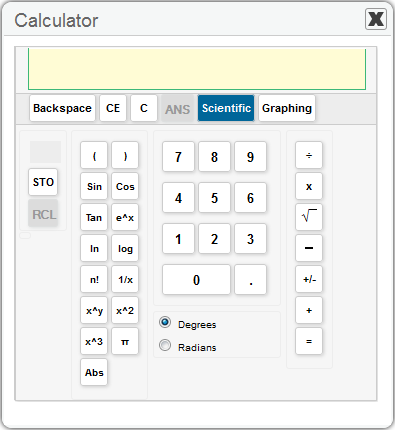 Calculator X
Backspace CE C ANS Scientific Graphing
( ) 7 8 9 ÷
STO Sin Cos 4 5 6 x
RCL Tan e^x 1 2 3 √
ln log 0 . −
n! 1/x +/-
x^y x^2 Degrees +
x^3 π Radians =
Abs